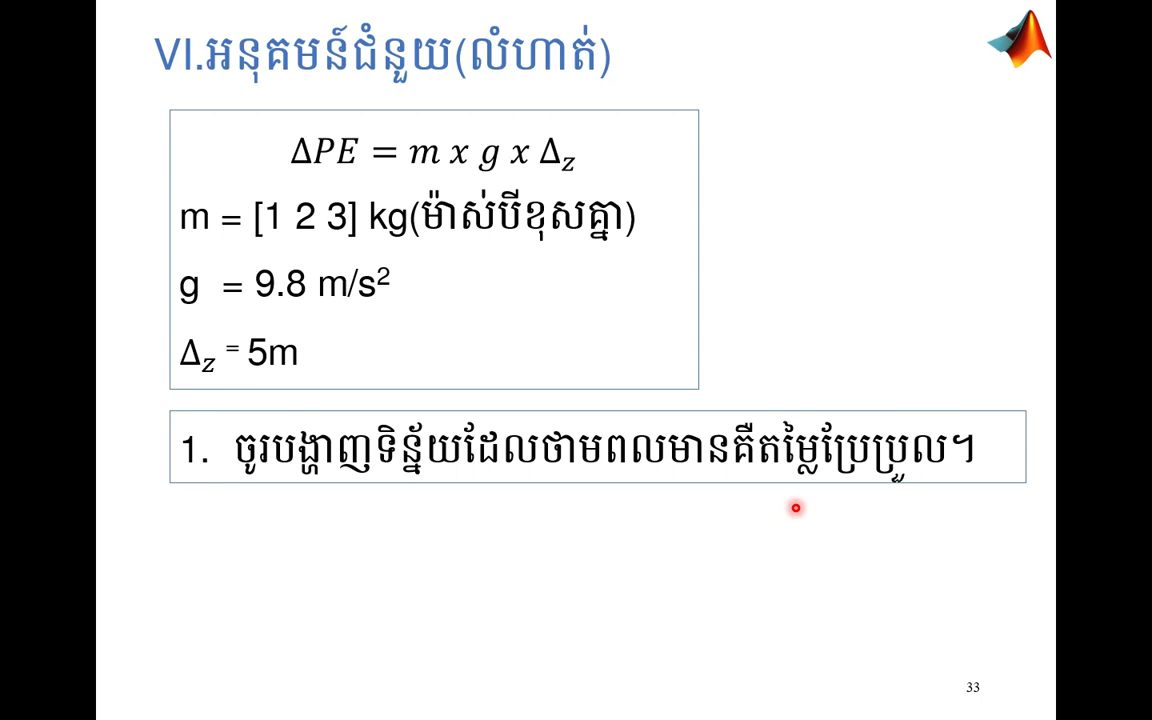 VI.អនុគមន៍ជំនួយ(លំហាត់)
Δ𝑃𝐸 = 𝑚 𝑥 𝑔 𝑥 Δ𝑧
m = [1 2 3] kg(ម៉ាស់បីខុសគ្នា)
g = 9.8 m/s²
Δ𝑧 = 5m
1. ចូរបង្ហាញទិន្ន័យដែលថាមពលមានគឺតម្លៃប្រែប្រួល។
33